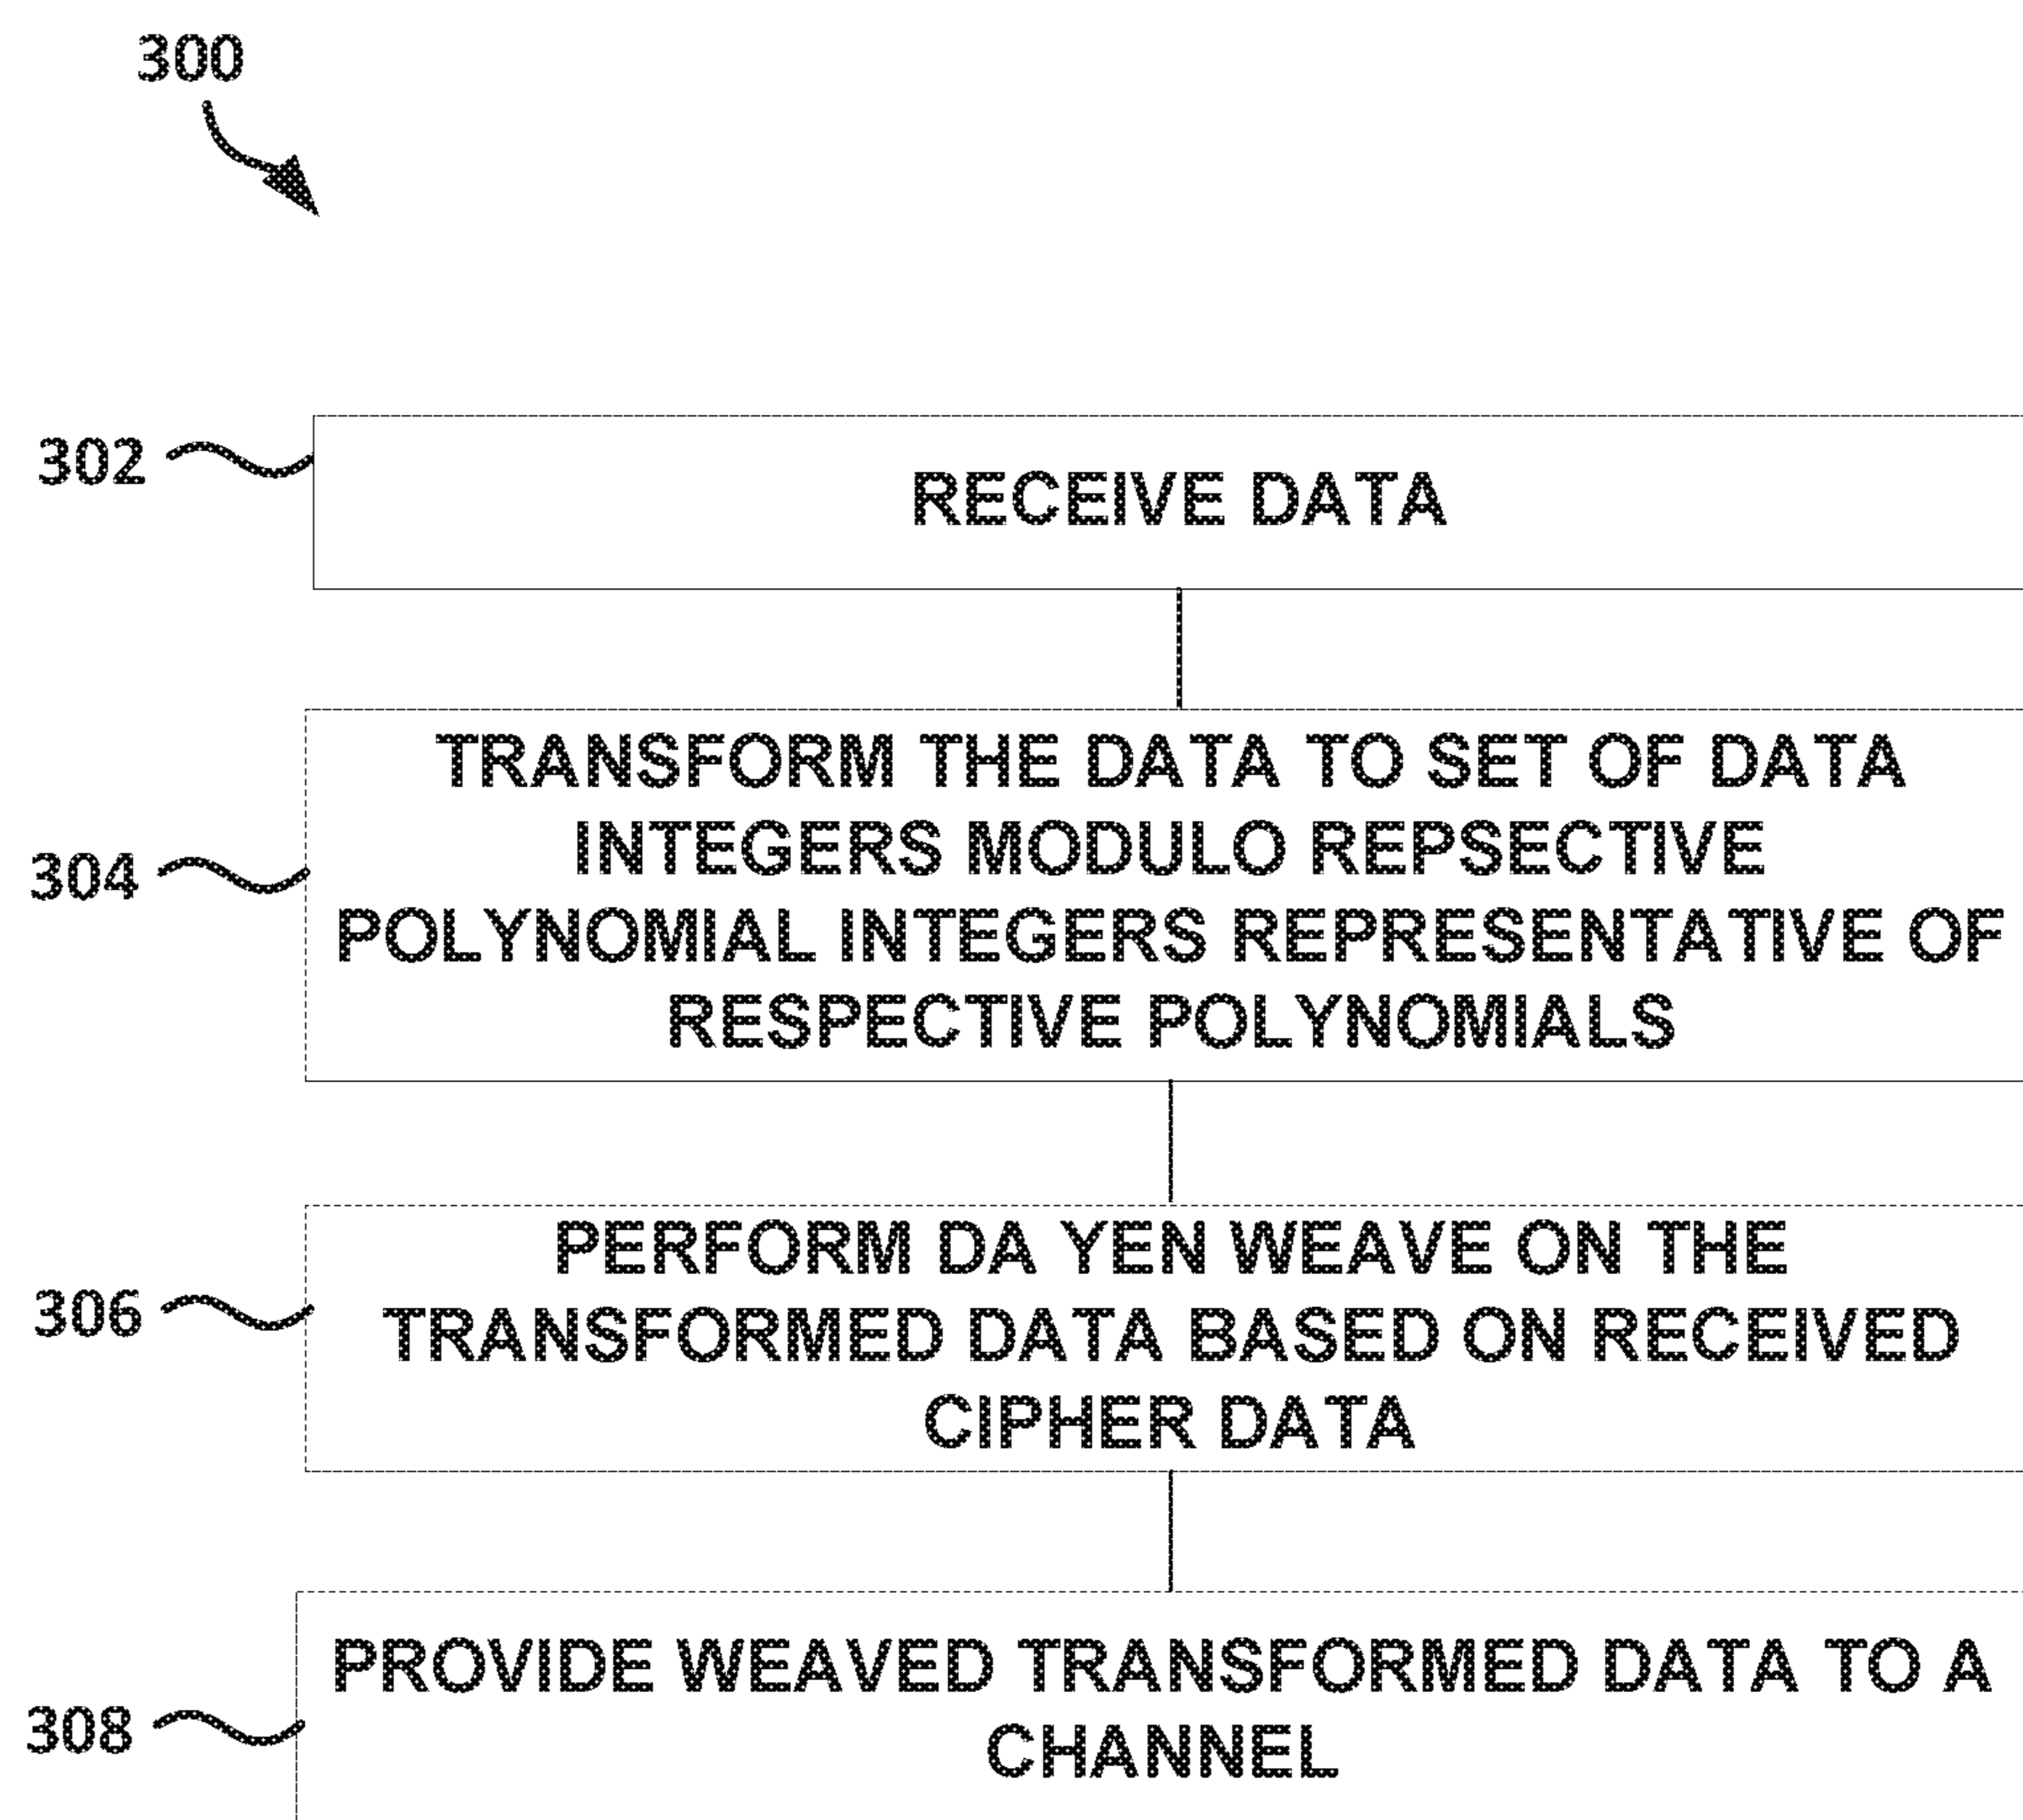 300
302
RECEIVE DATA
304
TRANSFORM THE DATA TO SET OF DATA
INTEGERS MODULO REPSECTIVE
POLYNOMIAL INTEGERS REPRESENTATIVE OF
RESPECTIVE POLYNOMIALS
306
PERFORM DA YEN WEAVE ON THE
TRANSFORMED DATA BASED ON RECEIVED
CIPHER DATA
308
PROVIDE WEAVED TRANSFORMED DATA TO A
CHANNEL